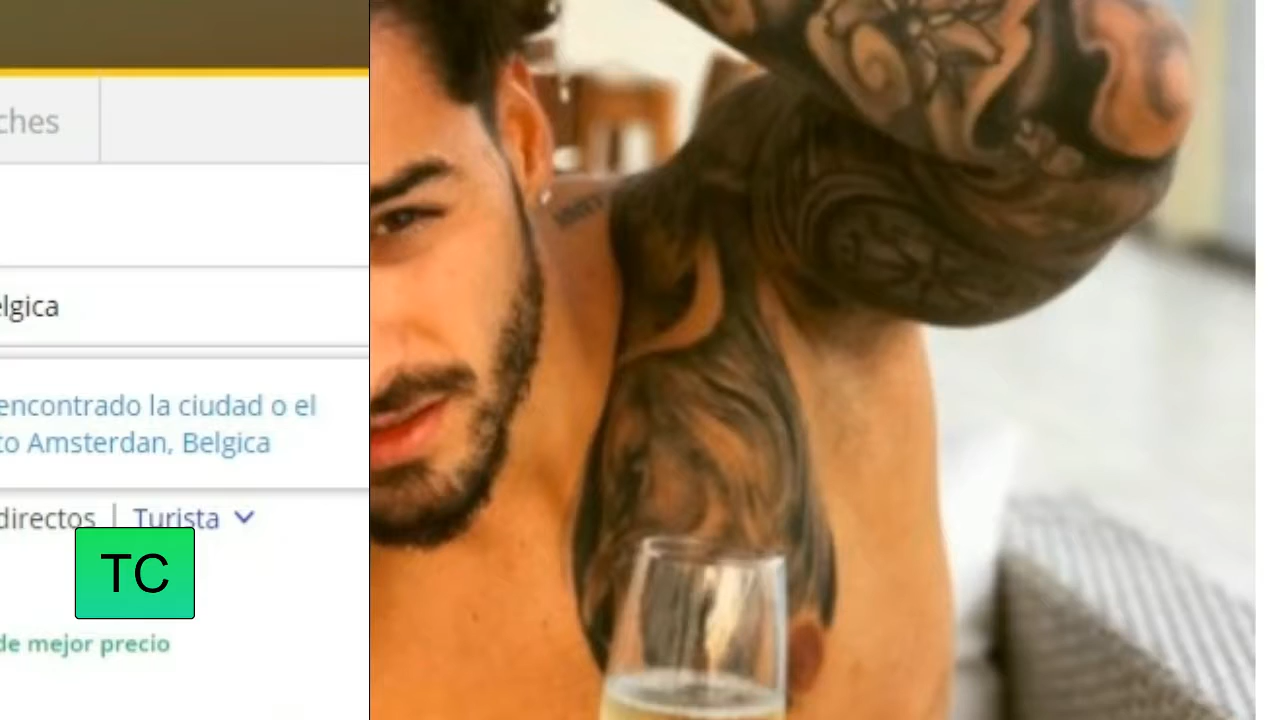 ches
elgica
encontrado la ciudad o el
to Amsterdan, Belgica
directos | Turista
TC
de mejor precio